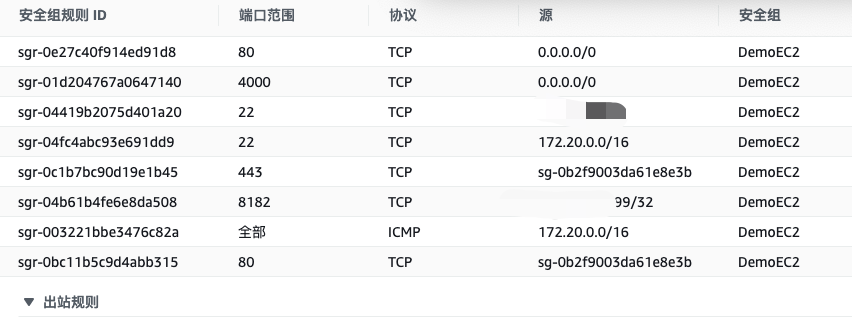 安全组规则 ID 端口范围 协议 源 安全组
sgr-0e27c40f914ed91d8 80 TCP 0.0.0.0/0 DemoEC2
sgr-01d204767a0647140 4000 TCP 0.0.0.0/0 DemoEC2
sgr-04419b2075d401a20 22 TCP DemoEC2
sgr-04fc4abc93e691dd9 22 TCP 172.20.0.0/16 DemoEC2
sgr-0c1b7bc90d19e1b45 443 TCP sg-0b2f9003da61e8e3b DemoEC2
sgr-04b61b4fe6e8da508 8182 TCP 99/32 DemoEC2
sgr-003221bbe3476c82a 全部 ICMP 172.20.0.0/16 DemoEC2
sgr-0bc11b5c9d4abb315 80 TCP sg-0b2f9003da61e8e3b DemoEC2
▼ 出站规则